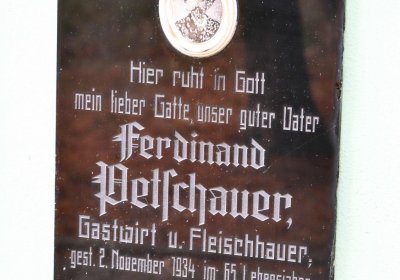 Hier ruht in Gott
mein lieber Gatte, unser guter Vater
Ferdinand
Petschauer,
Gastwirt u. Fleischhauer,
gest. 2. November 1934 im 65. Lebensjahre